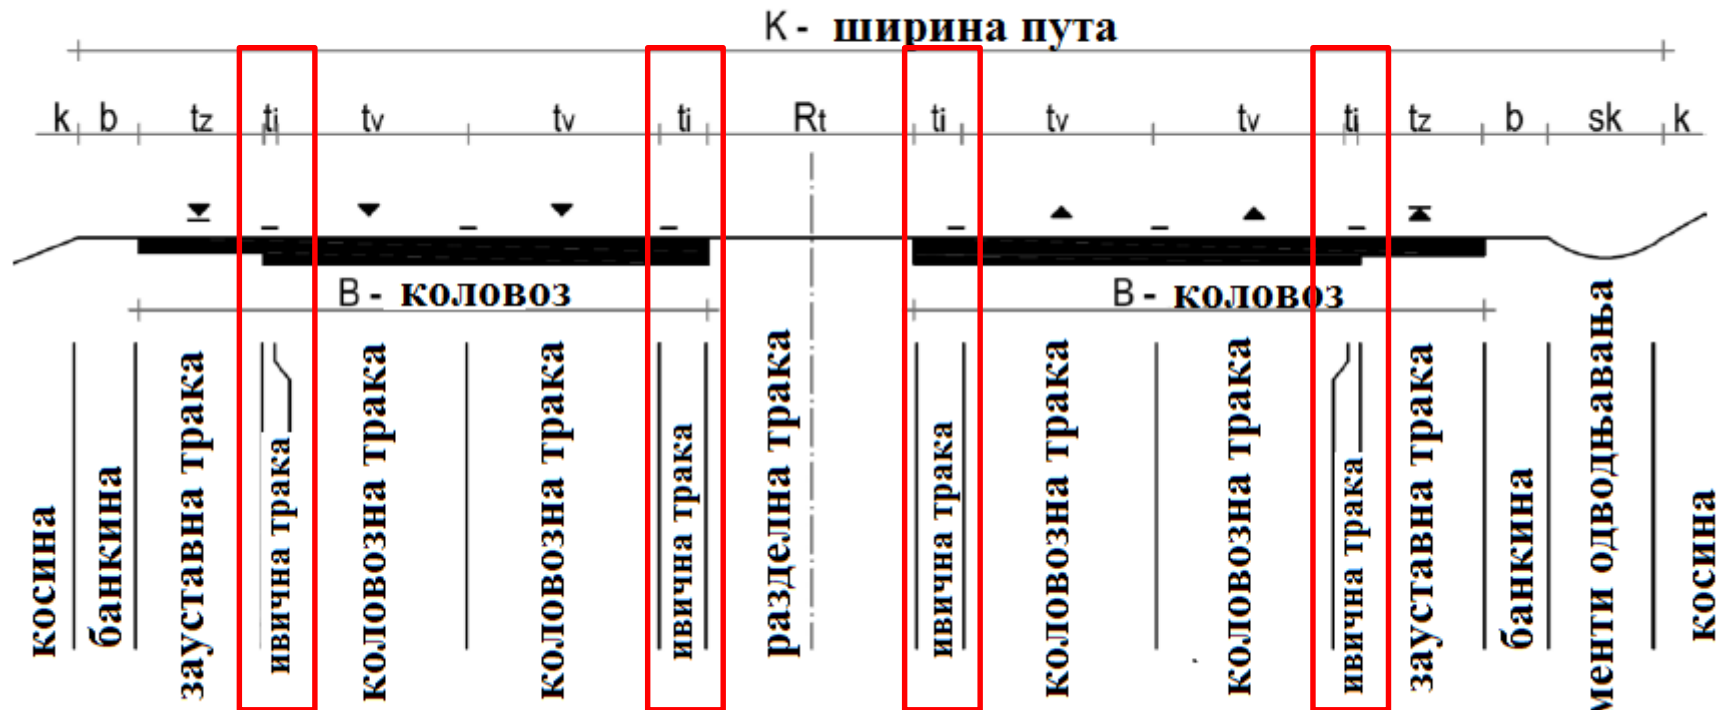 K - ширина пута
k b tz ti tv tv ti Rt ti tv tv ti tz b sk k
B - коловоз
B - коловоз
косина
банкина
зауставна трака
ивична трака
коловозна трака
коловозна трака
ивична трака
разделна трака
ивична трака
коловозна трака
коловозна трака
ивична трака
зауставна трака
банкина
менти одводњавања
косина